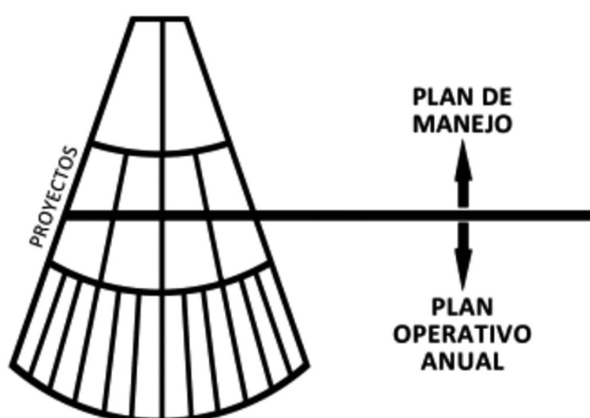 PROYECTOS
PLAN DE
MANEJO
PLAN
OPERATIVO
ANUAL